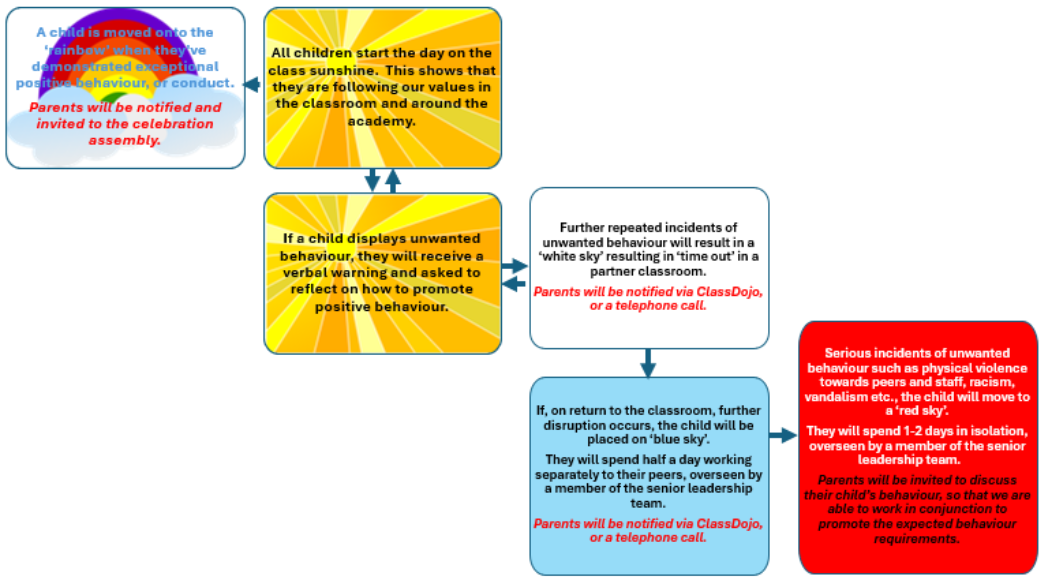 A child is moved onto the
‘rainbow’ when they’ve
demonstrated exceptional
positive behaviour, or conduct.
Parents will be notified and
invited to the celebration
assembly.
All children start the day on the
class sunshine.  This shows that
they are following our values in
the classroom and around the
academy.
If a child displays unwanted
behaviour, they will receive a
verbal warning and asked to
reflect on how to promote
positive behaviour.
Further repeated incidents of
unwanted behaviour will result in a
‘white sky’ resulting in ‘time out’ in a
partner classroom.
Parents will be notified via ClassDojo,
or a telephone call.
If, on return to the classroom, further
disruption occurs, the child will be
placed on ‘blue sky’.
They will spend half a day working
separately to their peers, overseen by
a member of the senior leadership
team.
Parents will be notified via ClassDojo,
or a telephone call.
Serious incidents of unwanted
behaviour such as physical violence
towards peers and staff, racism,
vandalism etc., the child will move to
a ‘red sky’.
They will spend 1-2 days in isolation,
overseen by a member of the senior
leadership team.
Parents will be invited to discuss
their child’s behaviour, so that we are
able to work in conjunction to
promote the expected behaviour
requirements.